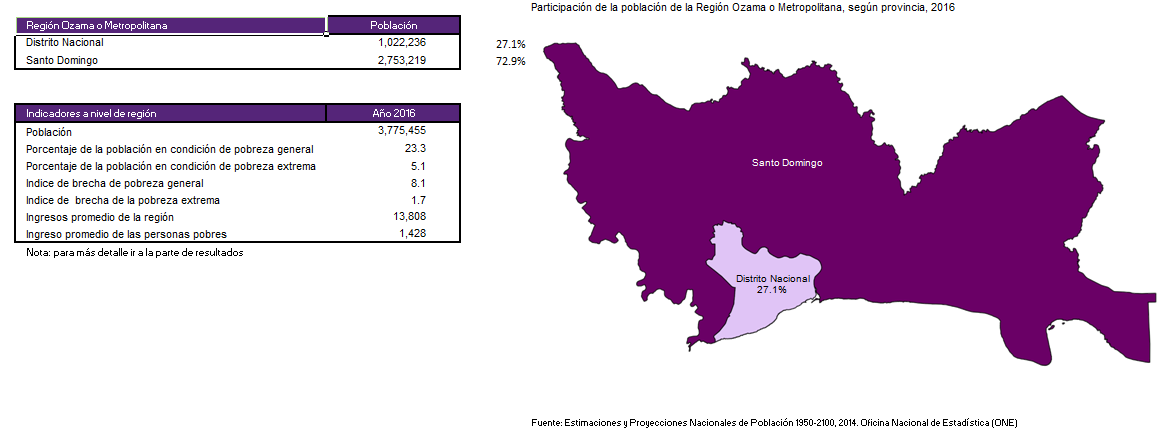 Región Ozama o Metropolitana Población
Distrito Nacional 1,022,236
Santo Domingo 2,753,219
Indicadores a nivel de región Año 2016
Población 3,775,455
Porcentaje de la población en condición de pobreza general 23.3
Porcentaje de la población en condición de pobreza extrema 5.1
Indice de brecha de pobreza general 8.1
Indice de brecha de la pobreza extrema 1.7
Ingresos promedio de la región 13,808
Ingreso promedio de las personas pobres 1,428
Nota: para más detalle ir a la parte de resultados
Participación de la población de la Región Ozama o Metropolitana, según provincia, 2016
27.1%
72.9%
Santo Domingo
Distrito Nacional
27.1%
Fuente: Estimaciones y Proyecciones Nacionales de Población 1950-2100, 2014. Oficina Nacional de Estadística (ONE)